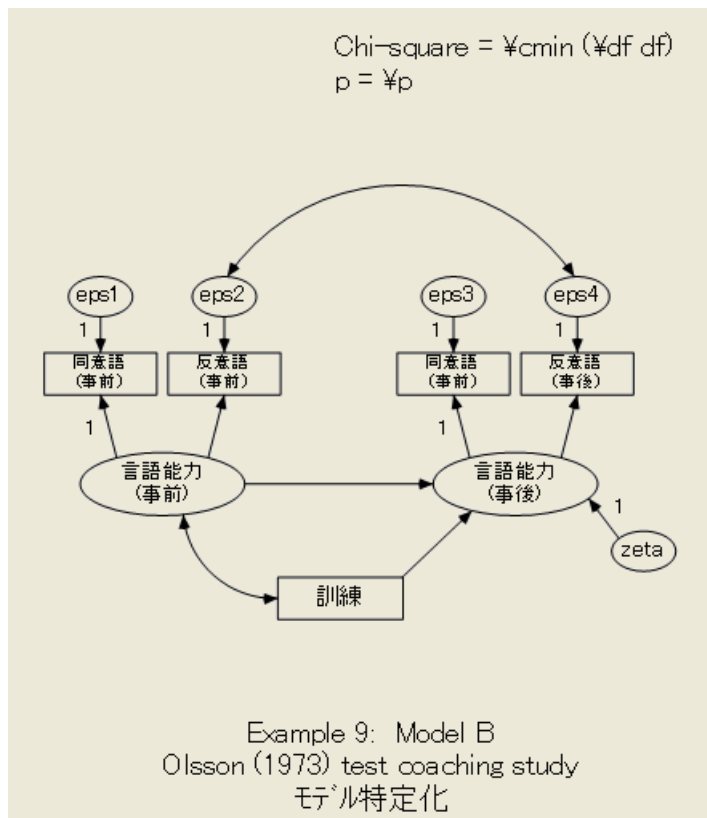 Chi-square = ¥cmin (¥df df)
p = ¥p
eps1
eps2
eps3
eps4
1
1
1
1
同意語
(事前)
反意語
(事前)
同意語
(事前)
反意語
(事後)
1
1
言語能力
(事前)
言語能力
(事後)
1
zeta
訓練
Example 9: Model B
Olsson (1973) test coaching study
モデル特定化